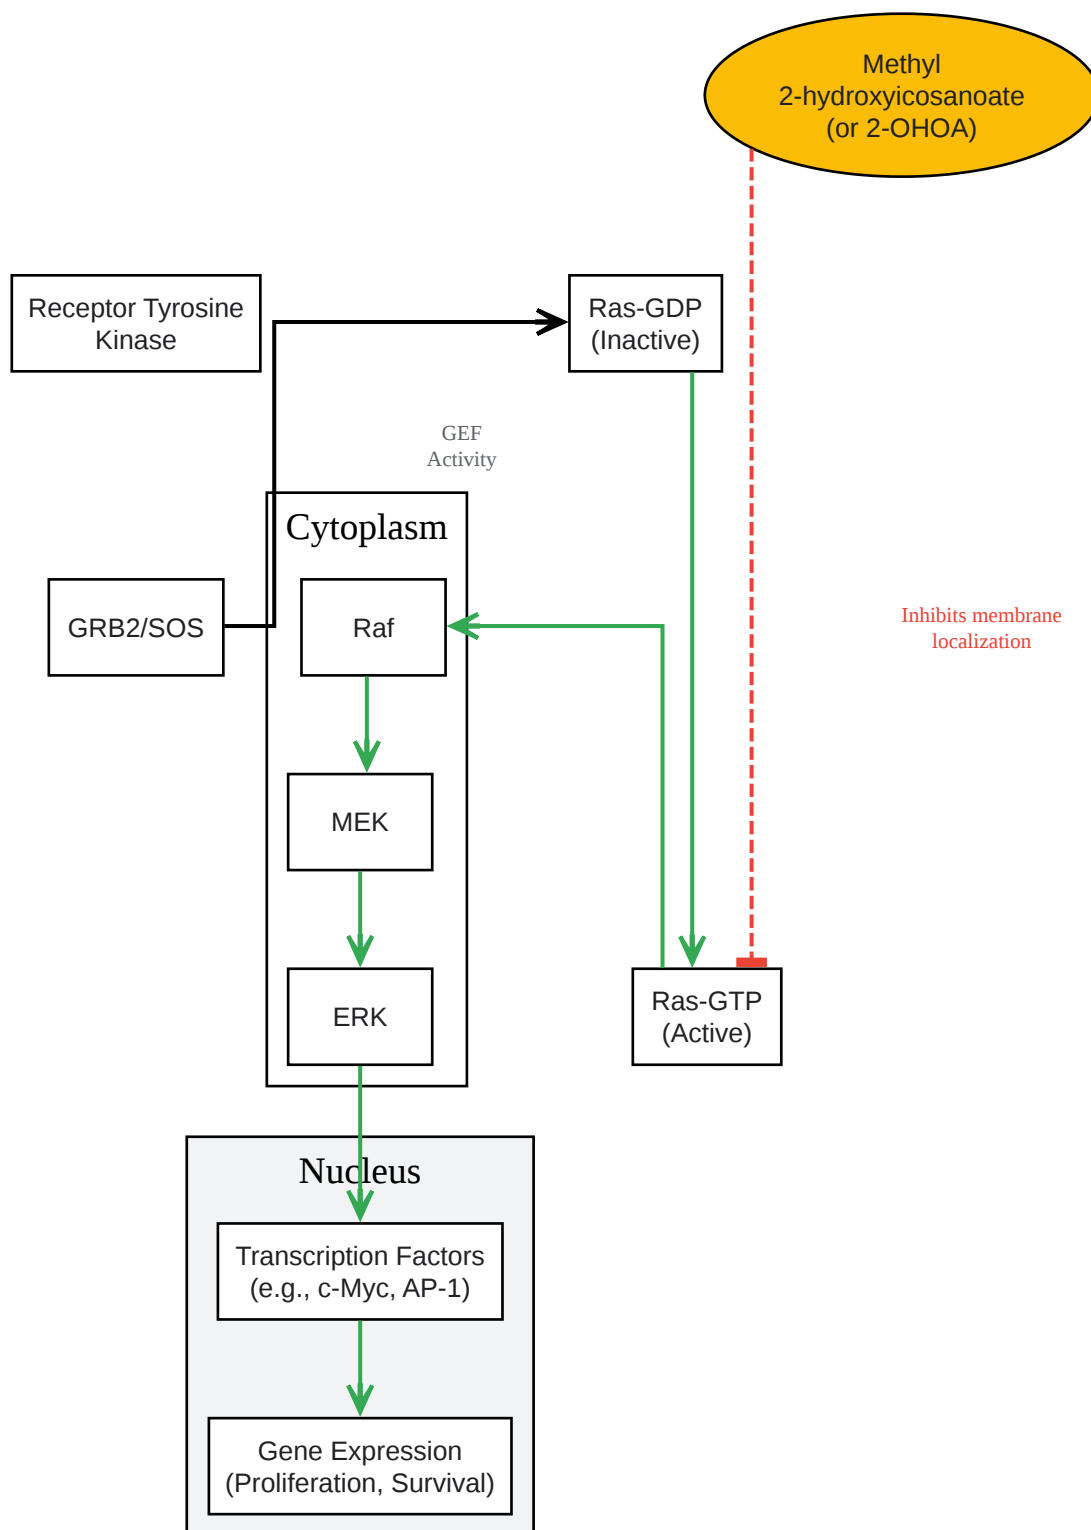 Methyl
2-hydroxyicosanoate
(or 2-OHOA)
Receptor Tyrosine
Kinase
Ras-GDP
(Inactive)
GEF
Activity
Cytoplasm
GRB2/SOS
Raf
Inhibits membrane
localization
MEK
ERK
Ras-GTP
(Active)
Nucleus
Transcription Factors
(e.g., c-Myc, AP-1)
Gene Expression
(Proliferation, Survival)